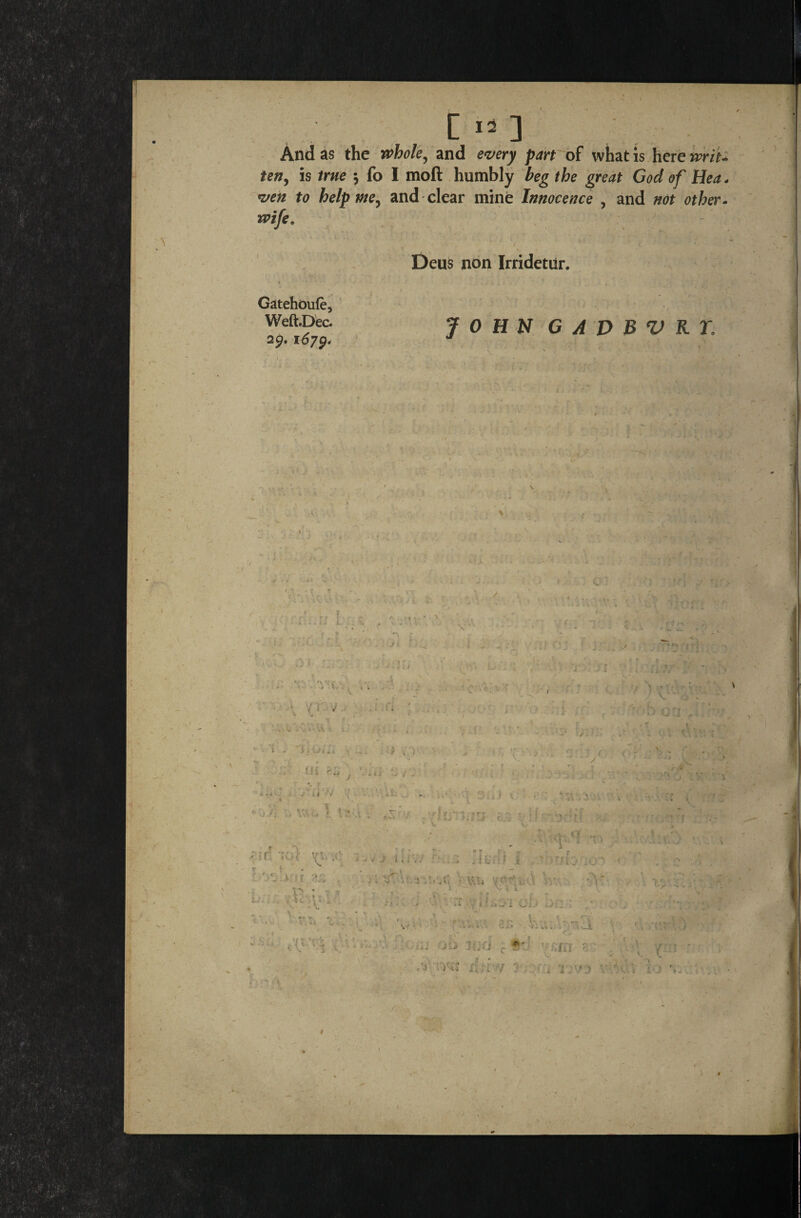 [ 12 ]
And as the whole, and every part of what is here writ-
ten, is true ; ſo I moſt humbly beg the great God of Hea-
ven to help me, and clear mine Innocence , and not other-
wiſe.
Deus non Irridetur.
Gatehouſe,
Weſt.Dec.
29. 1679.
JOHN GADBVRT.